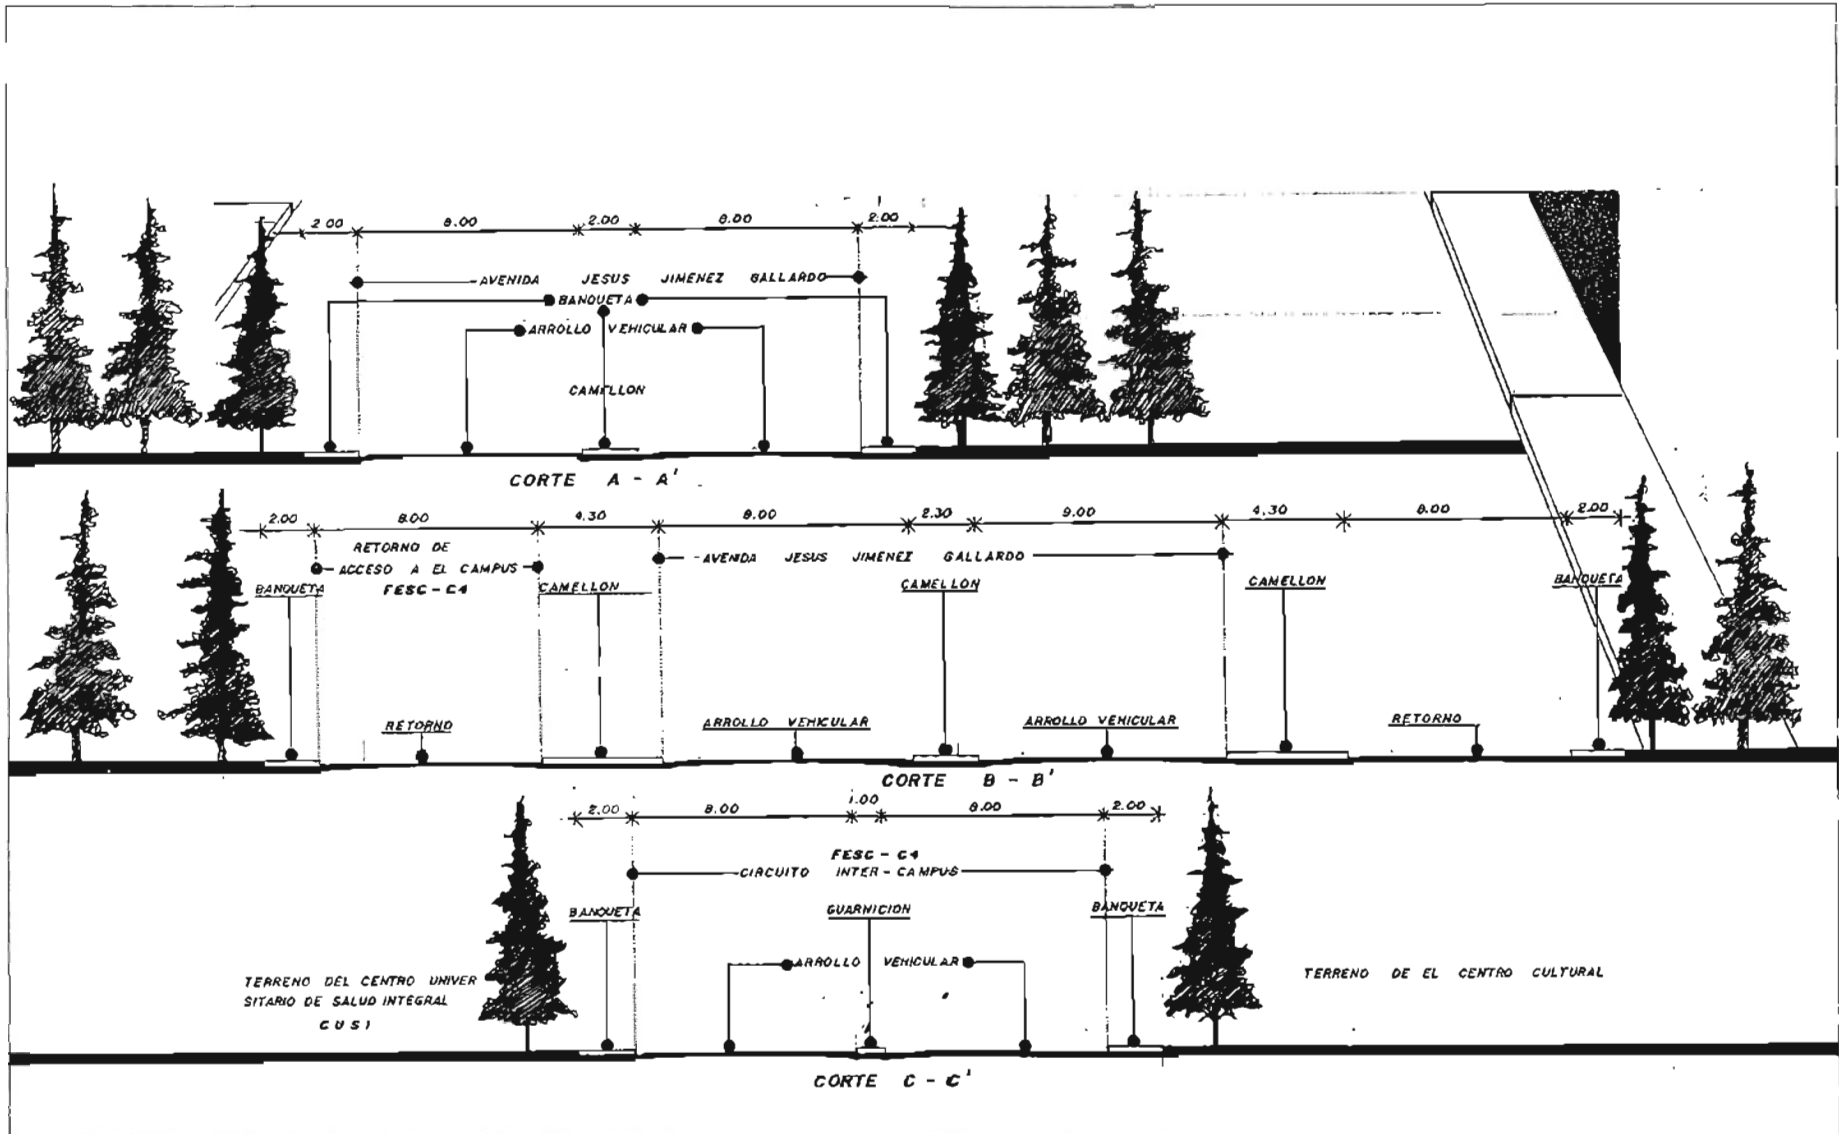 2.00 8.00 2.00 8.00 2.00
AVENIDA JESUS JIMENEZ GALLARDO
BANQUETA
ARROLLO VEHICULAR
CAMELLON
CORTE A - A'
2.00 8.00 4.30 9.00 2.30 9.00 4.30 8.00 2.00
RETORNO DE
ACCESO A EL CAMPUS
FESC - C4
AVENIDA JESUS JIMENEZ GALLARDO
BANQUETA CAMELLON CAMELLON CAMELLON BANQUETA
RETORNO ARROLLO VEHICULAR ARROLLO VEHICULAR RETORNO
CORTE B - B'
2.00 8.00 1.00 8.00 2.00
FESC - C4
CIRCUITO INTER - CAMPUS
BANQUETA GUARNICION BANQUETA
ARROLLO VEHICULAR
TERRENO DEL CENTRO UNIVER
SITARIO DE SALUD INTEGRAL
CUSI
TERRENO DE EL CENTRO CULTURAL
CORTE C - C'